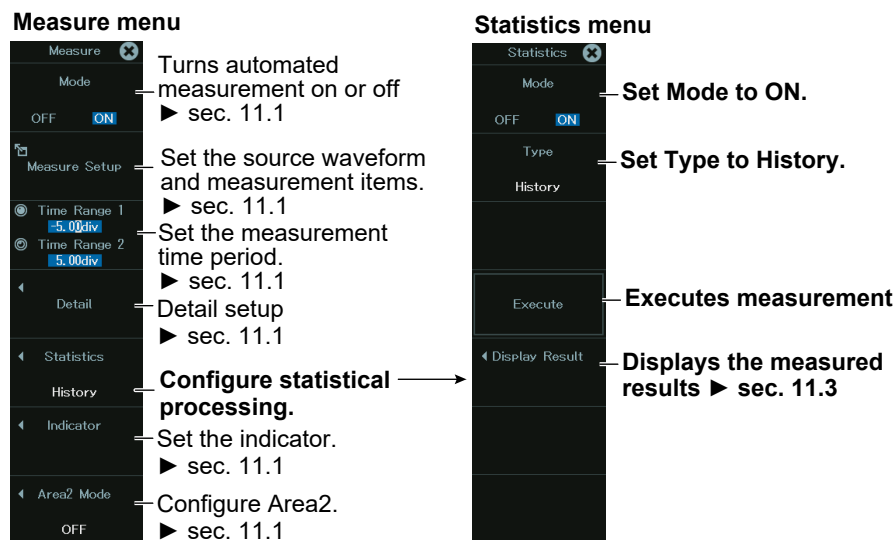 Measure menu
Measure
Mode
OFF ON
Measure Setup
Time Range 1
-5.00div
Time Range 2
5.00div
Detail
Statistics
History
Indicator
Area2 Mode
OFF
Turns automated
measurement on or off
► sec. 11.1
Set the source waveform
and measurement items.
► sec. 11.1
Set the measurement
time period.
► sec. 11.1
Detail setup
► sec. 11.1
Configure statistical
processing.
Set the indicator.
► sec. 11.1
Configure Area2.
► sec. 11.1
Statistics menu
Statistics
Mode
OFF ON
Type
History
Execute
Display Result
Set Mode to ON.
Set Type to History.
Executes measurement
Displays the measured
results ► sec. 11.3